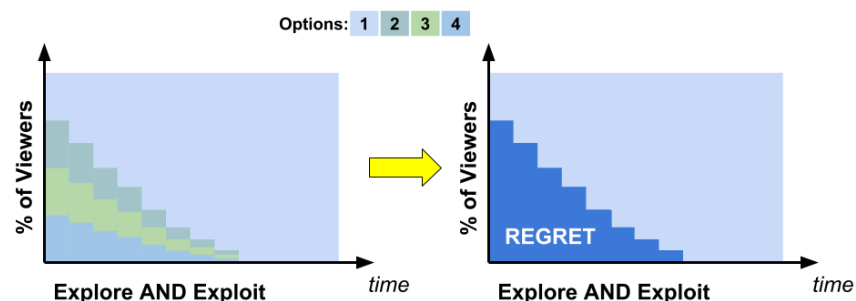 Options: 1 2 3 4
% of Viewers
time
Explore AND Exploit
% of Viewers
REGRET
time
Explore AND Exploit